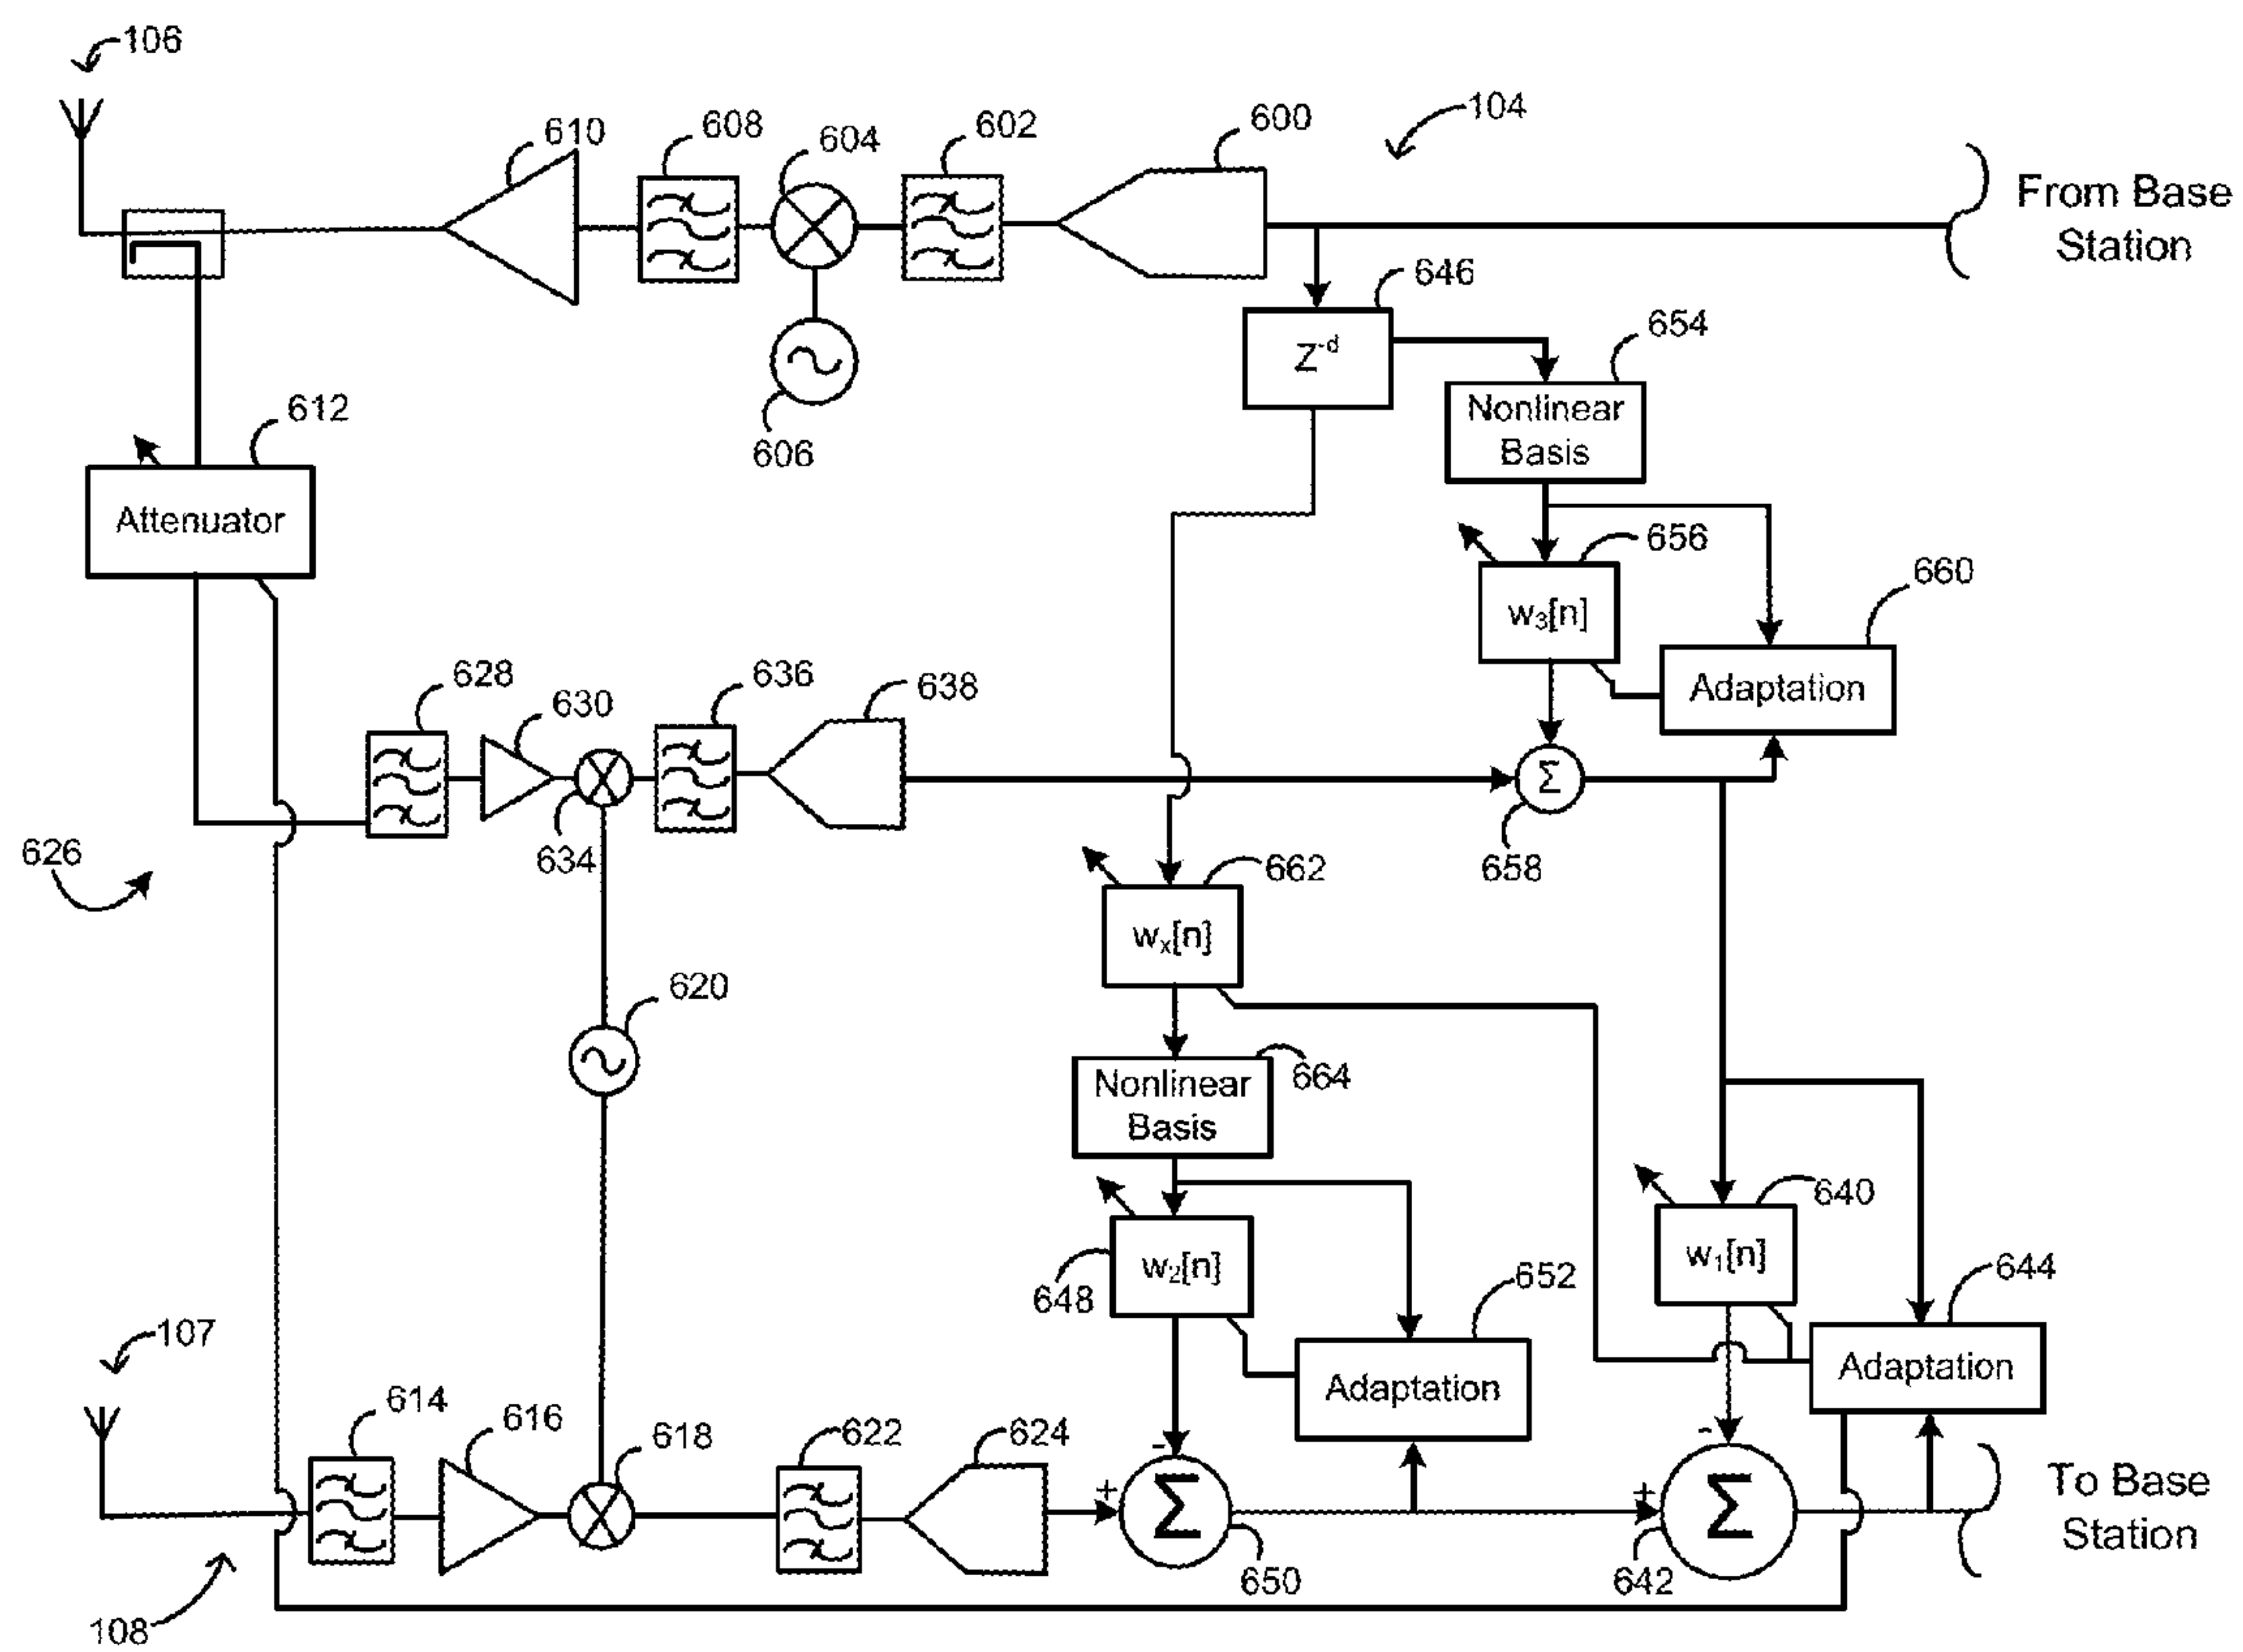 106
610
608
604
602
600
104
From Base
Station
646
Z-d
654
Nonlinear
Basis
606
612
Attenuator
656
w3[n]
660
Adaptation
628
630
636
638
634
Σ
658
626
662
wx[n]
620
664
Nonlinear
Basis
640
w1[n]
648
w2[n]
652
Adaptation
644
Adaptation
107
614
616
618
622
624
-
+
Σ
650
-
+
Σ
642
To Base
Station
108